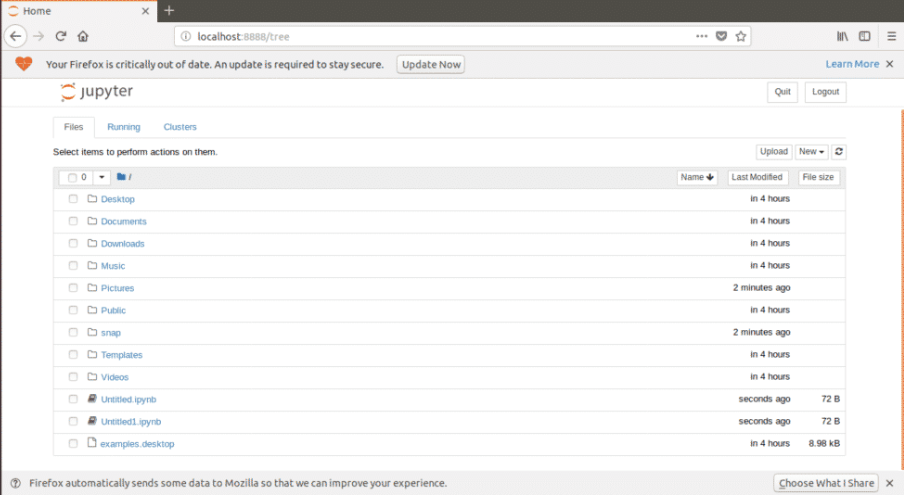 Home
localhost:8888/tree
Your Firefox is critically out of date. An update is required to stay secure. Update Now Learn More
jupyter Quit Logout
Files Running Clusters
Select items to perform actions on them. Upload New
0 / Name Last Modified File size
Desktop in 4 hours
Documents in 4 hours
Downloads in 4 hours
Music in 4 hours
Pictures 2 minutes ago
Public in 4 hours
snap 2 minutes ago
Templates in 4 hours
Videos in 4 hours
Untitled.ipynb seconds ago 72 B
Untitled1.ipynb seconds ago 72 B
examples.desktop in 4 hours 8.98 kB
Firefox automatically sends some data to Mozilla so that we can improve your experience. Choose What I Share